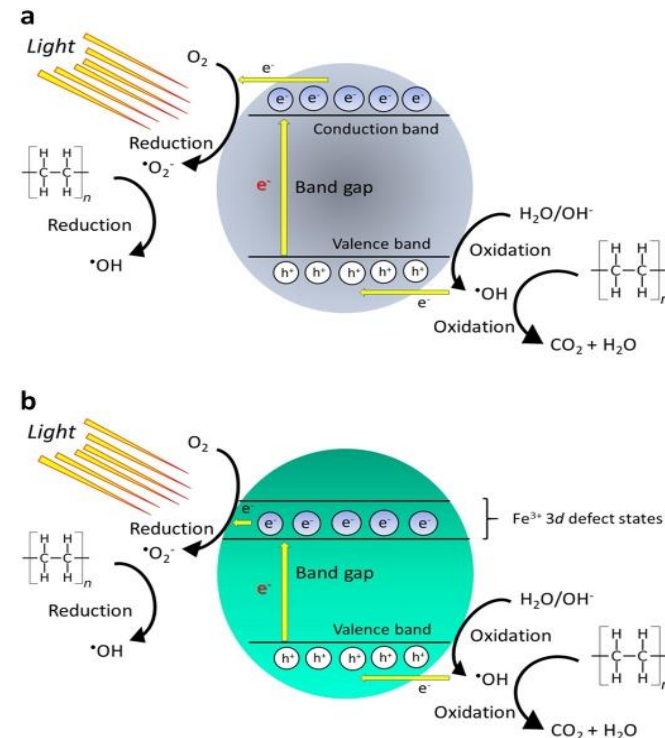 a
Light
O₂
e⁻
e⁻ e⁻ e⁻ e⁻ e⁻
Conduction band
Reduction
•O₂⁻
H H
C C
H H
n
Reduction
•OH
e⁻
Band gap
Valence band
h⁺ h⁺ h⁺ h⁺ h⁺
e⁻
H₂O/OH⁻
Oxidation
•OH
H H
C C
H H
n
Oxidation
CO₂ + H₂O
b
Light
O₂
e⁻
e⁻ e⁻ e⁻ e⁻ e⁻
Fe³⁺ 3d defect states
Reduction
•O₂⁻
H H
C C
H H
n
Reduction
•OH
e⁻
Band gap
Valence band
h⁺ h⁺ h⁺ h⁺ h⁺
e⁻
H₂O/OH⁻
Oxidation
•OH
H H
C C
H H
n
Oxidation
CO₂ + H₂O